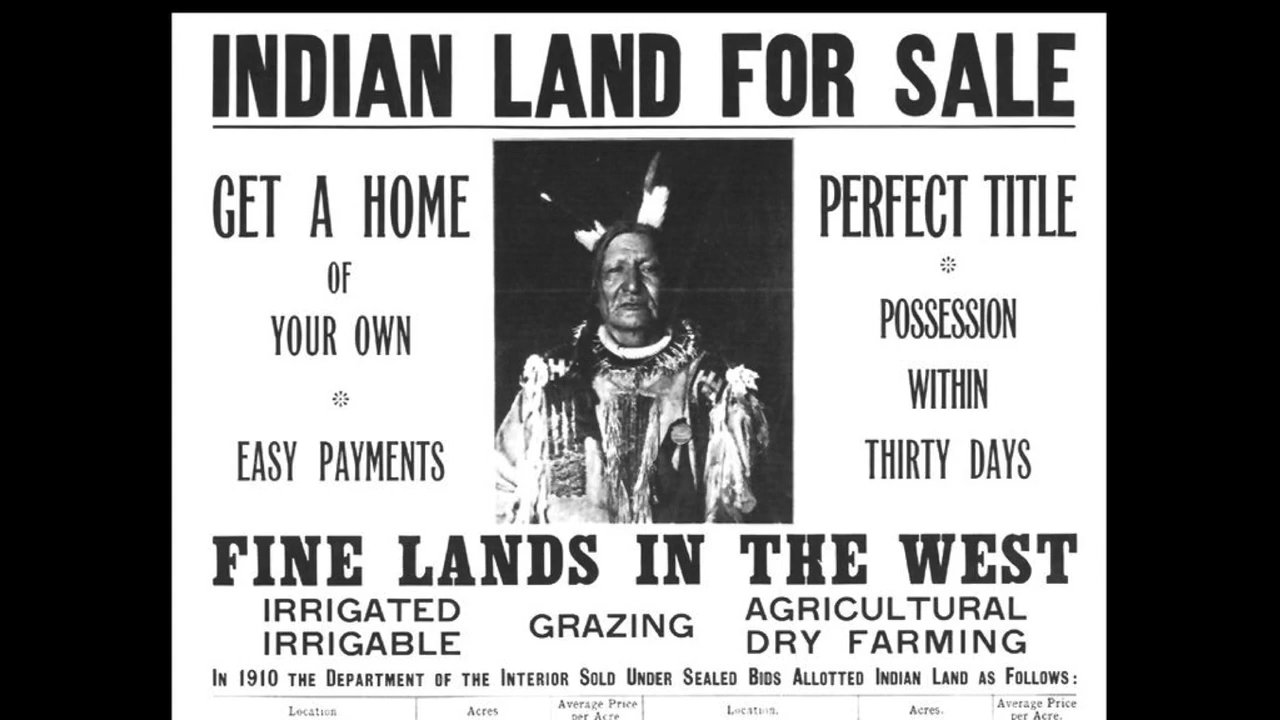 INDIAN LAND FOR SALE
GET A HOME
OF
YOUR OWN
EASY PAYMENTS
PERFECT TITLE
POSSESSION
WITHIN
THIRTY DAYS
FINE LANDS IN THE WEST
IRRIGATED
IRRIGABLE
GRAZING
AGRICULTURAL
DRY FARMING
IN 1910 THE DEPARTMENT OF THE INTERIOR SOLD UNDER SEALED BIDS ALLOTTED INDIAN LAND AS FOLLOWS:
Location Acres Average Price per Acre Location. Acres. Average Price per Acre.